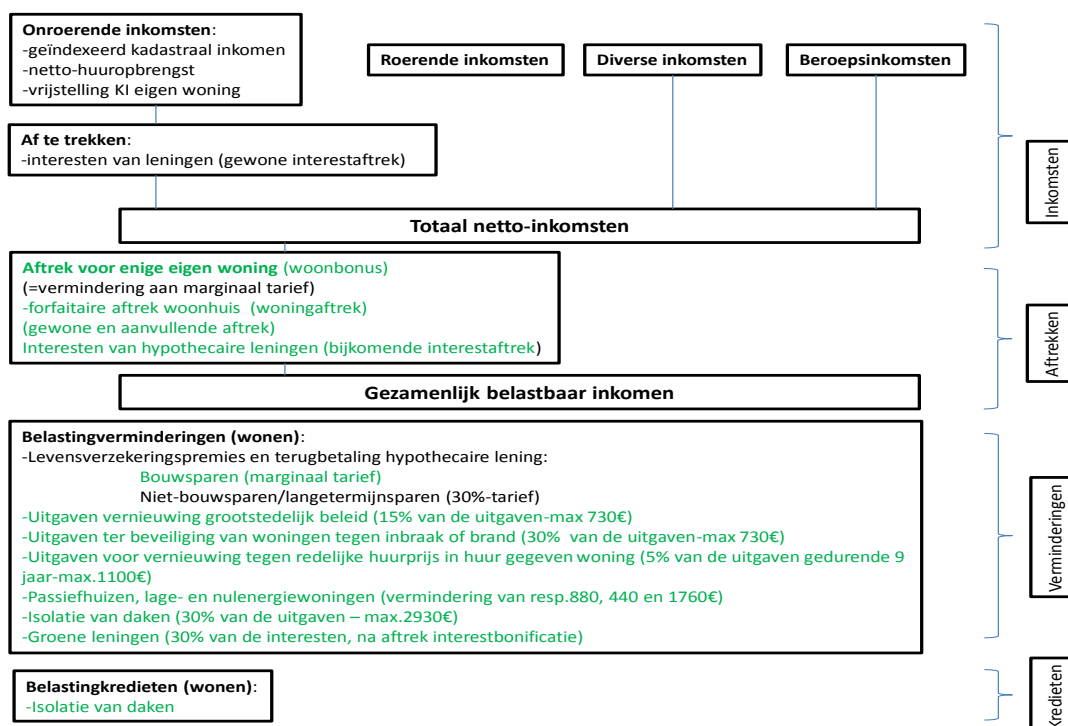 Onroerende inkomsten:
-geïndexeerd kadastraal inkomen
-netto-huuropbrengst
-vrijstelling KI eigen woning
Roerende inkomsten
Diverse inkomsten
Beroepsinkomsten
Af te trekken:
-interesten van leningen (gewone interestaftrek)
Totaal netto-inkomsten
Inkomsten
Aftrek voor enige eigen woning (woonbonus)
(=vermindering aan marginaal tarief)
-forfaitaire aftrek woonhuis (woningaftrek)
(gewone en aanvullende aftrek)
Interesten van hypothecaire leningen (bijkomende interestaftrek)
Aftrekken
Gezamenlijk belastbaar inkomen
Belastingverminderingen (wonen):
-Levensverzekeringspremies en terugbetaling hypothecaire lening:
Bouwsparen (marginaal tarief)
Niet-bouwsparen/langetermijnsparen (30%-tarief)
-Uitgaven vernieuwing grootstedelijk beleid (15% van de uitgaven-max 730€)
-Uitgaven ter beveiliging van woningen tegen inbraak of brand (30% van de uitgaven-max 730€)
-Uitgaven voor vernieuwing tegen redelijke huurprijs in huur gegeven woning (5% van de uitgaven gedurende 9
jaar-max.1100€)
-Passiefhuizen, lage- en nulenergiewoningen (vermindering van resp.880, 440 en 1760€)
-Isolatie van daken (30% van de uitgaven – max.2930€)
-Groene leningen (30% van de interesten, na aftrek interestbonificatie)
Verminderingen
Belastingkredieten (wonen):
-Isolatie van daken
Kredieten